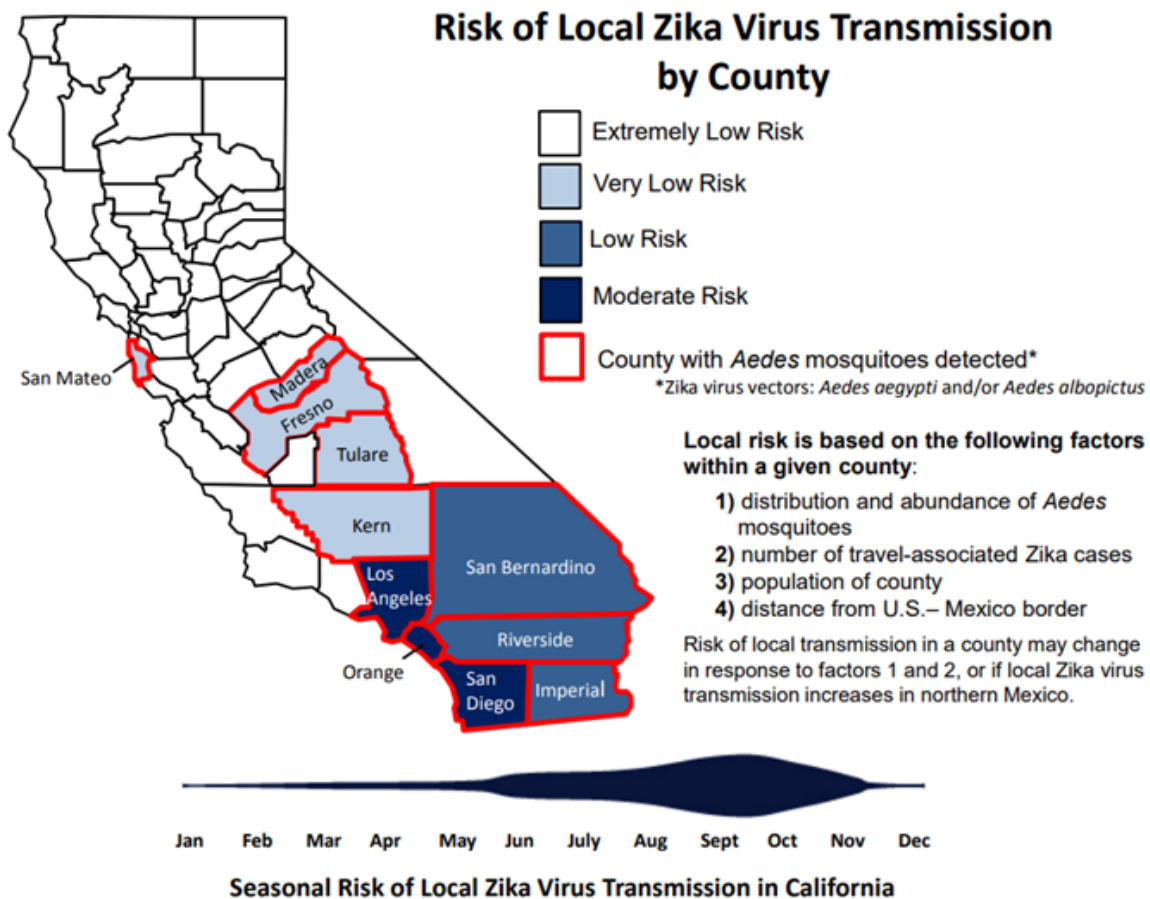 Risk of Local Zika Virus Transmission
by County
Extremely Low Risk
Very Low Risk
Low Risk
Moderate Risk
County with Aedes mosquitoes detected*
*Zika virus vectors: Aedes aegypti and/or Aedes albopictus
Local risk is based on the following factors
within a given county:
1) distribution and abundance of Aedes
mosquitoes
2) number of travel-associated Zika cases
3) population of county
4) distance from U.S.– Mexico border
Risk of local transmission in a county may change
in response to factors 1 and 2, or if local Zika virus
transmission increases in northern Mexico.
San Mateo
Madera
Fresno
Tulare
Kern
San Bernardino
Los
Angeles
Riverside
Orange
San
Diego
Imperial
Jan Feb Mar Apr May Jun July Aug Sept Oct Nov Dec
Seasonal Risk of Local Zika Virus Transmission in California